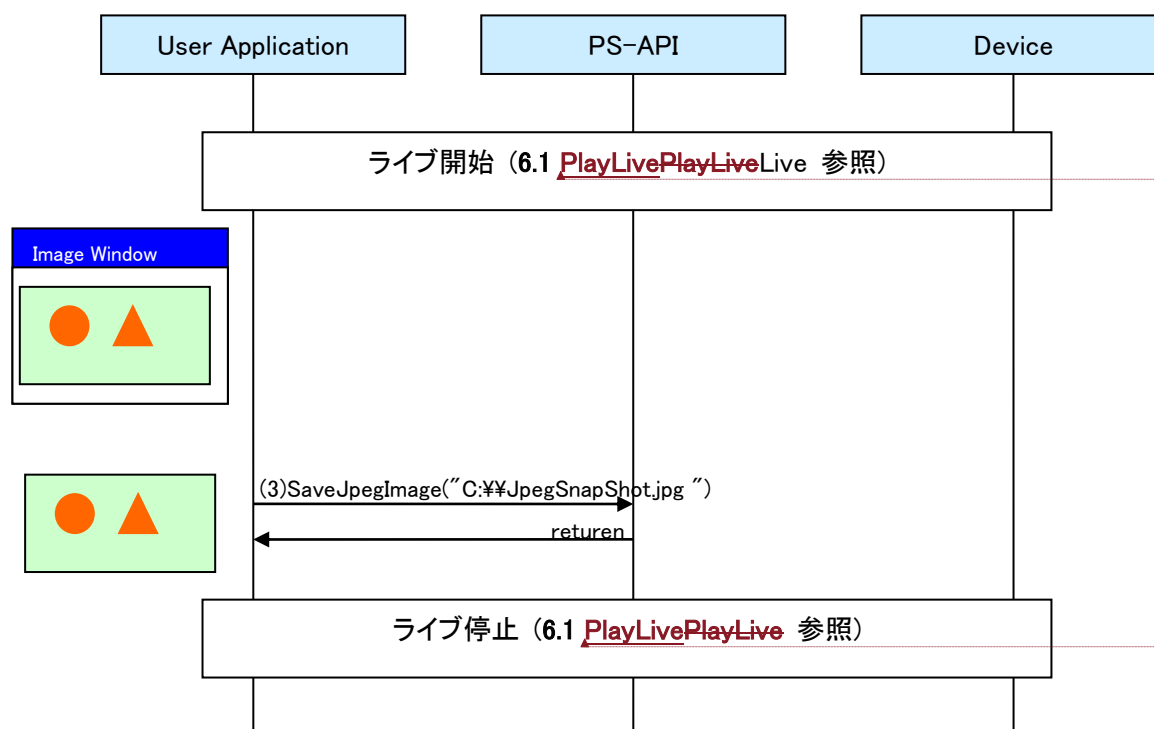 User Application
PS-API
Device
ライブ開始 (6.1 PlayLivePlayLiveLive 参照)
Image Window
(3)SaveJpegImage("C:¥¥JpegSnapShot.jpg ")
returen
ライブ停止 (6.1 PlayLivePlayLive 参照)